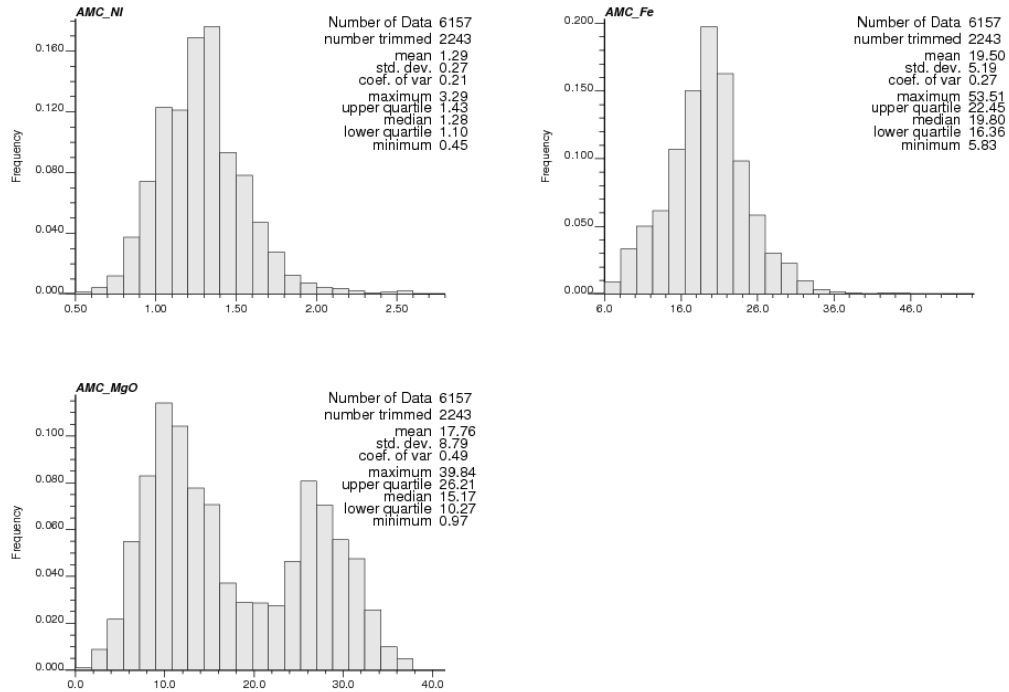 AMC_NI
Number of Data 6157
number trimmed 2243
mean 1.29
std. dev. 0.27
coef. of var 0.21
maximum 3.29
upper quartile 1.43
median 1.28
lower quartile 1.10
minimum 0.45
Frequency
0.160
0.120
0.080
0.040
0.000
0.50 1.00 1.50 2.00 2.50
AMC_Fe
Number of Data 6157
number trimmed 2243
mean 19.50
std. dev. 5.19
coef. of var 0.27
maximum 53.51
upper quartile 22.45
median 19.80
lower quartile 16.36
minimum 5.83
Frequency
0.200
0.150
0.100
0.050
0.000
6.0 16.0 26.0 36.0 46.0
AMC_MgO
Number of Data 6157
number trimmed 2243
mean 17.76
std. dev. 8.79
coef. of var 0.49
maximum 39.84
upper quartile 26.21
median 15.17
lower quartile 10.27
minimum 0.97
Frequency
0.100
0.080
0.060
0.040
0.020
0.000
0.0 10.0 20.0 30.0 40.0